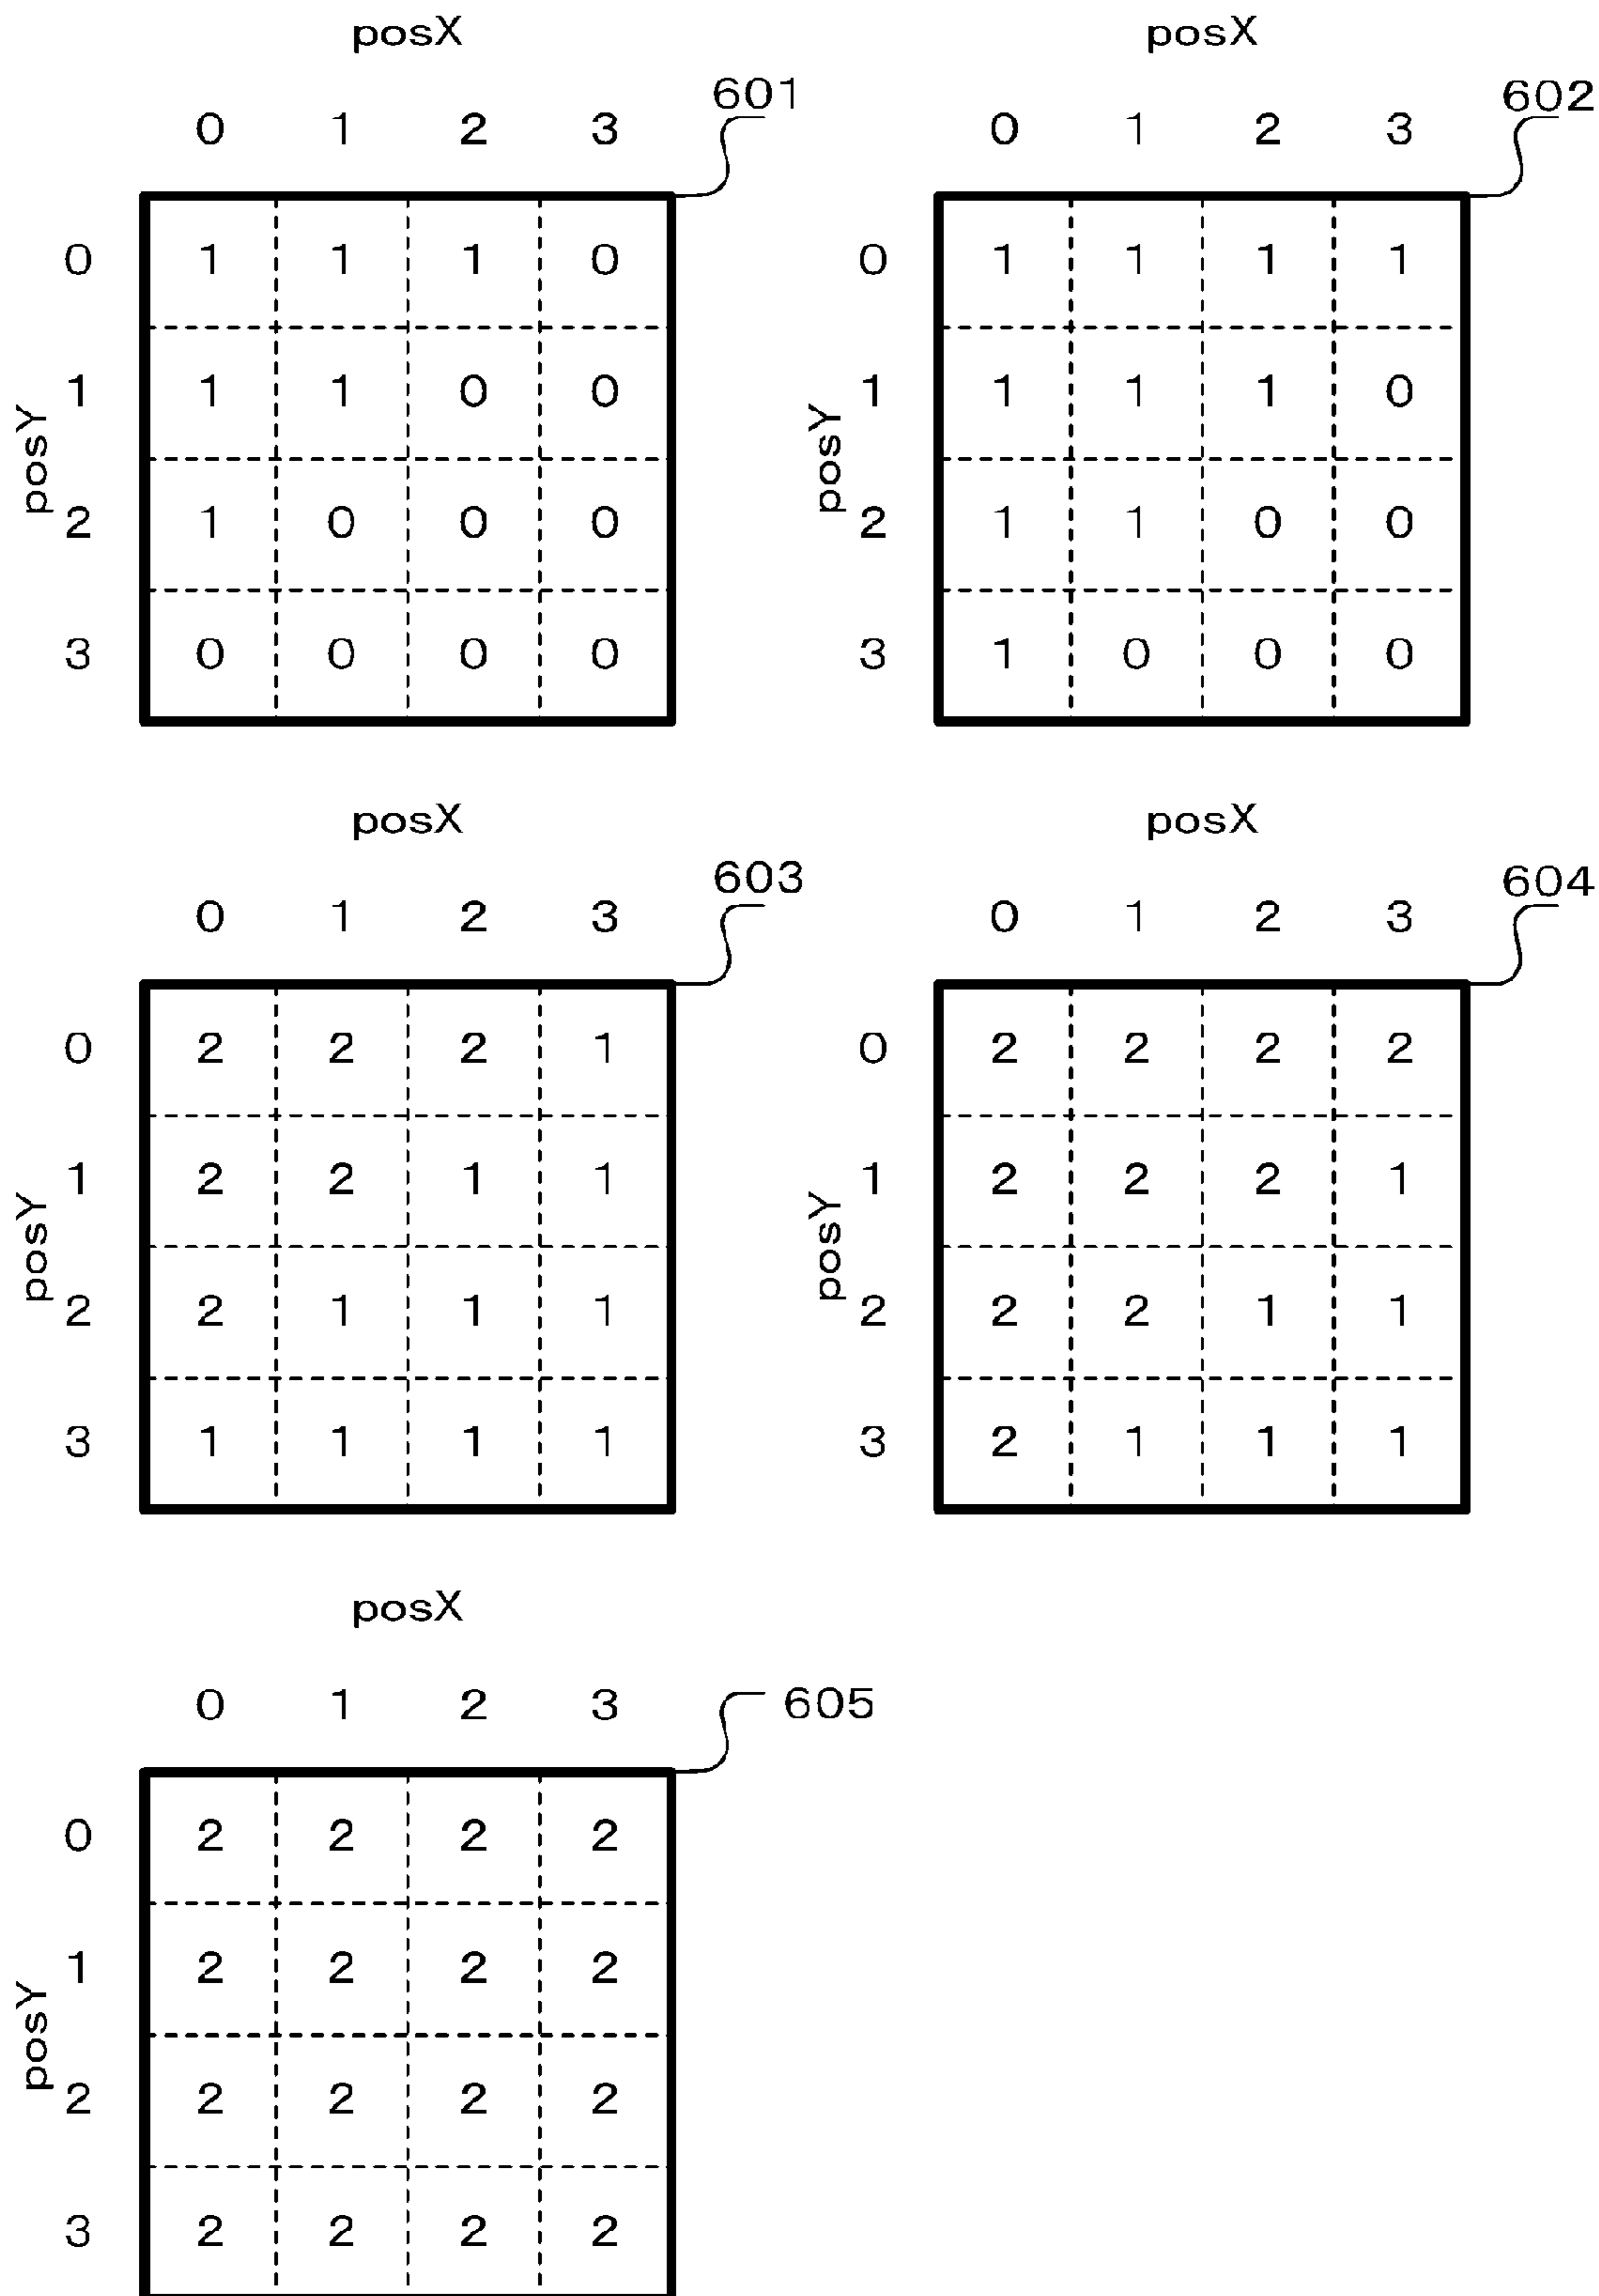 posX
601
0 1 2 3
posY
0 1 1 1 0
1 1 1 0 0
2 1 0 0 0
3 0 0 0 0
posX
602
0 1 2 3
posY
0 1 1 1 1
1 1 1 1 0
2 1 1 0 0
3 1 0 0 0
posX
603
0 1 2 3
posY
0 2 2 2 1
1 2 2 1 1
2 2 1 1 1
3 1 1 1 1
posX
604
0 1 2 3
posY
0 2 2 2 2
1 2 2 2 1
2 2 2 1 1
3 2 1 1 1
posX
605
0 1 2 3
posY
0 2 2 2 2
1 2 2 2 2
2 2 2 2 2
3 2 2 2 2